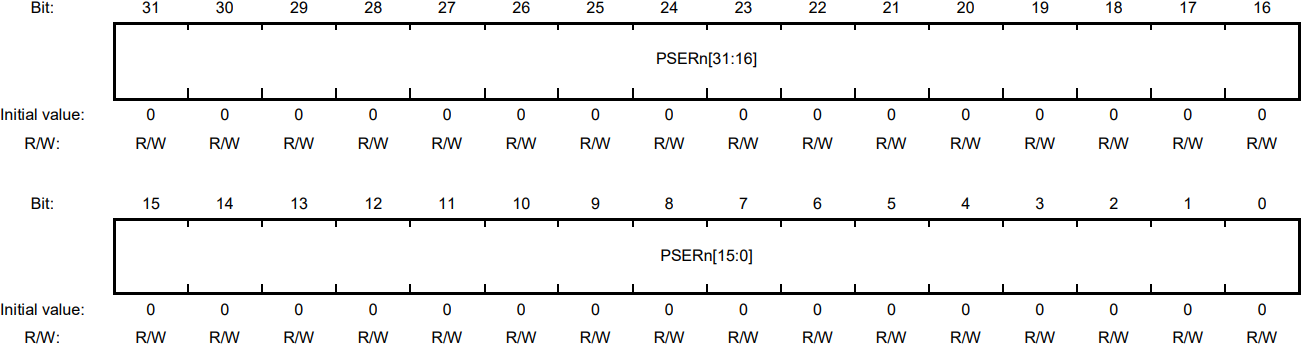 Bit: 31 30 29 28 27 26 25 24 23 22 21 20 19 18 17 16
PSERn[31:16]
Initial value: 0 0 0 0 0 0 0 0 0 0 0 0 0 0 0 0
R/W: R/W R/W R/W R/W R/W R/W R/W R/W R/W R/W R/W R/W R/W R/W R/W R/W
Bit: 15 14 13 12 11 10 9 8 7 6 5 4 3 2 1 0
PSERn[15:0]
Initial value: 0 0 0 0 0 0 0 0 0 0 0 0 0 0 0 0
R/W: R/W R/W R/W R/W R/W R/W R/W R/W R/W R/W R/W R/W R/W R/W R/W R/W